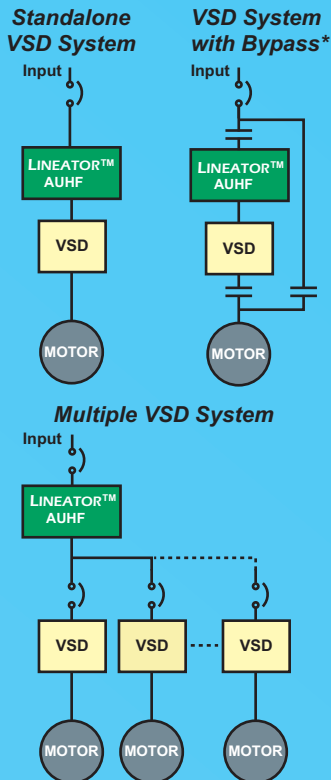 Standalone
VSD System
Input
LINEATOR™
AUHF
VSD
MOTOR
VSD System
with Bypass*
Input
LINEATOR™
AUHF
VSD
MOTOR
Multiple VSD System
Input
LINEATOR™
AUHF
VSD
VSD
VSD
MOTOR
MOTOR
MOTOR